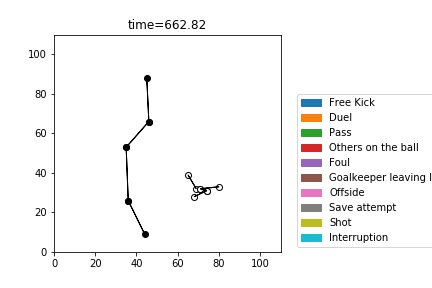 time=662.82
100
80
60
40
20
0
0 20 40 60 80 100
Free Kick
Duel
Pass
Others on the ball
Foul
Goalkeeper leaving l
Offside
Save attempt
Shot
Interruption